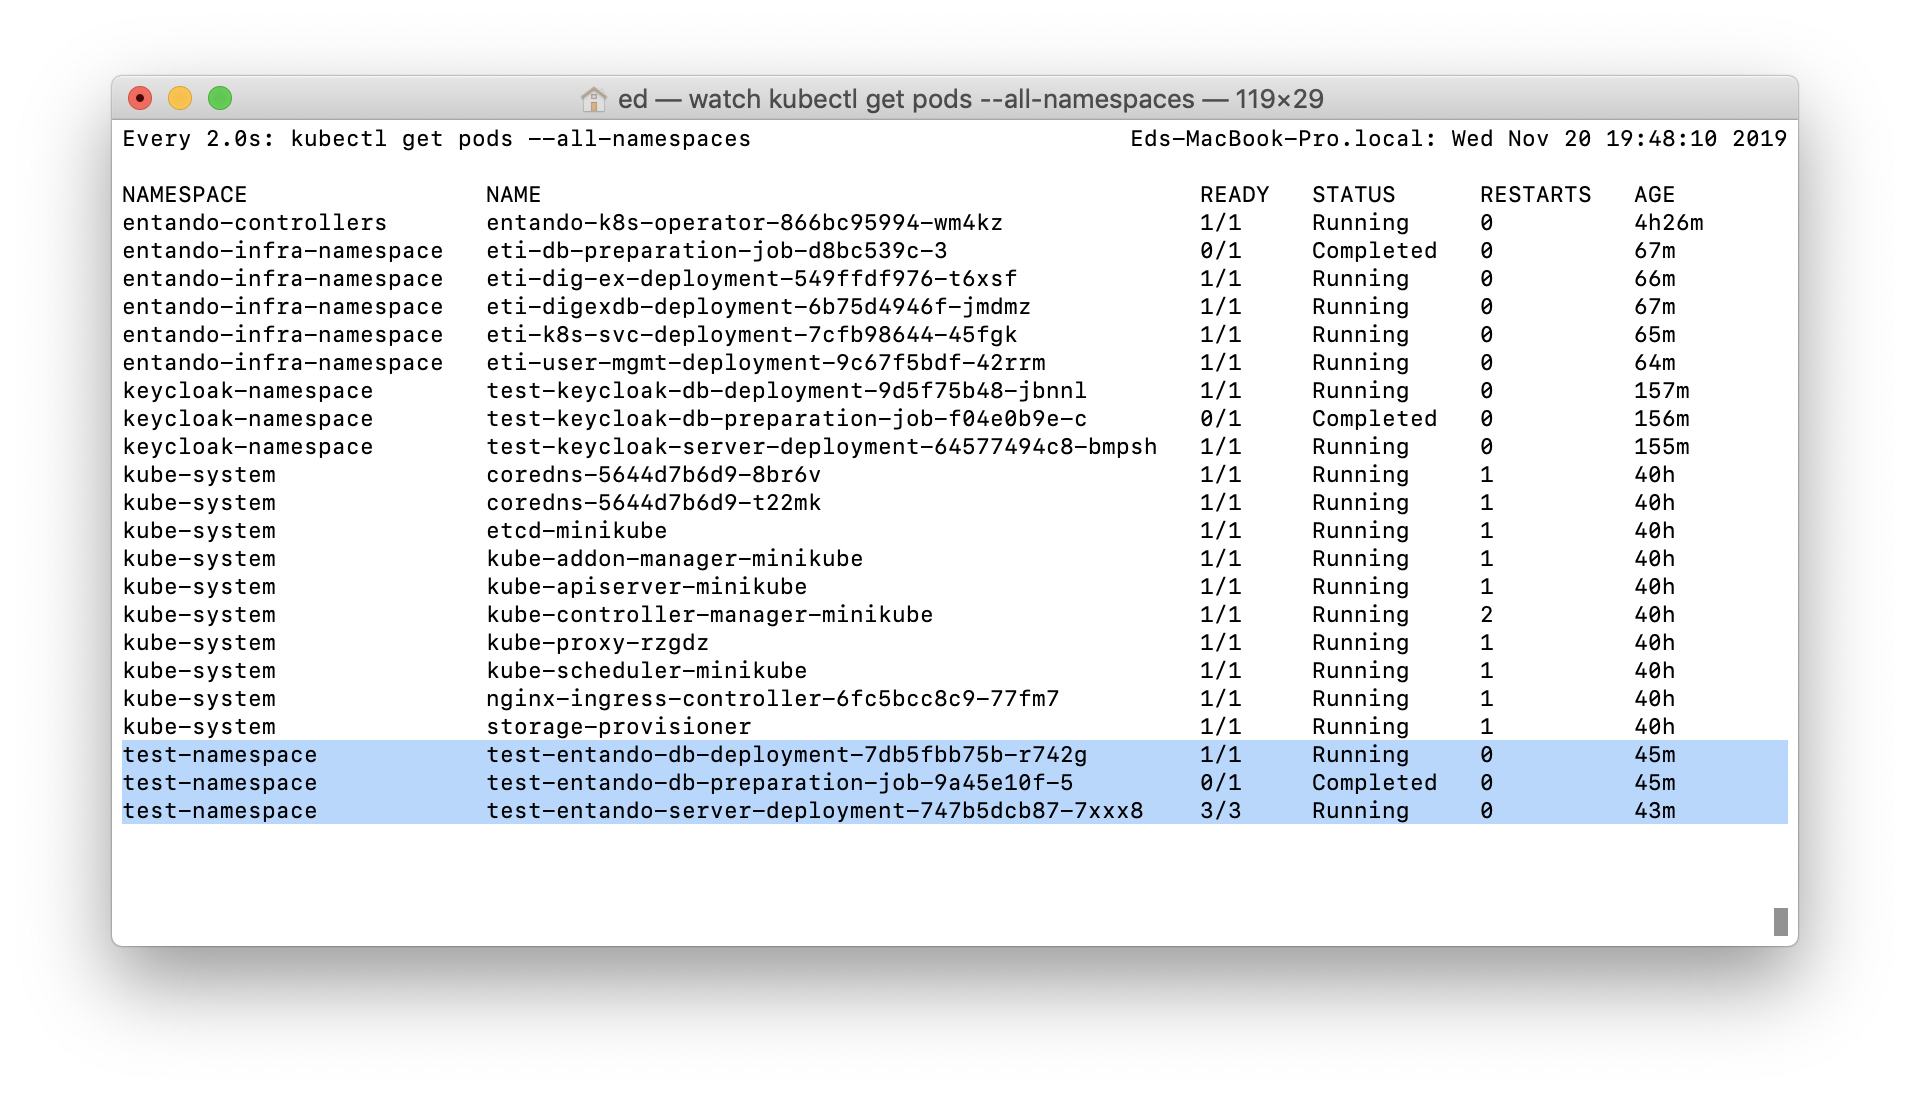 ed — watch kubectl get pods --all-namespaces — 119×29
Every 2.0s: kubectl get pods --all-namespaces Eds-MacBook-Pro.local: Wed Nov 20 19:48:10 2019
NAMESPACE NAME READY STATUS RESTARTS AGE
entando-controllers entando-k8s-operator-866bc95994-wm4kz 1/1 Running 0 4h26m
entando-infra-namespace eti-db-preparation-job-d8bc539c-3 0/1 Completed 0 67m
entando-infra-namespace eti-dig-ex-deployment-549ffdf976-t6xsf 1/1 Running 0 66m
entando-infra-namespace eti-digexdb-deployment-6b75d4946f-jmdmz 1/1 Running 0 67m
entando-infra-namespace eti-k8s-svc-deployment-7cfb98644-45fgk 1/1 Running 0 65m
entando-infra-namespace eti-user-mgmt-deployment-9c67f5bdf-42rrm 1/1 Running 0 64m
keycloak-namespace test-keycloak-db-deployment-9d5f75b48-jbnnl 1/1 Running 0 157m
keycloak-namespace test-keycloak-db-preparation-job-f04e0b9e-c 0/1 Completed 0 156m
keycloak-namespace test-keycloak-server-deployment-64577494c8-bmpsh 1/1 Running 0 155m
kube-system coredns-5644d7b6d9-8br6v 1/1 Running 1 40h
kube-system coredns-5644d7b6d9-t22mk 1/1 Running 1 40h
kube-system etcd-minikube 1/1 Running 1 40h
kube-system kube-addon-manager-minikube 1/1 Running 1 40h
kube-system kube-apiserver-minikube 1/1 Running 1 40h
kube-system kube-controller-manager-minikube 1/1 Running 2 40h
kube-system kube-proxy-rzgdz 1/1 Running 1 40h
kube-system kube-scheduler-minikube 1/1 Running 1 40h
kube-system nginx-ingress-controller-6fc5bcc8c9-77fm7 1/1 Running 1 40h
kube-system storage-provisioner 1/1 Running 1 40h
test-namespace test-entando-db-deployment-7db5fbb75b-r742g 1/1 Running 0 45m
test-namespace test-entando-db-preparation-job-9a45e10f-5 0/1 Completed 0 45m
test-namespace test-entando-server-deployment-747b5dcb87-7xxx8 3/3 Running 0 43m